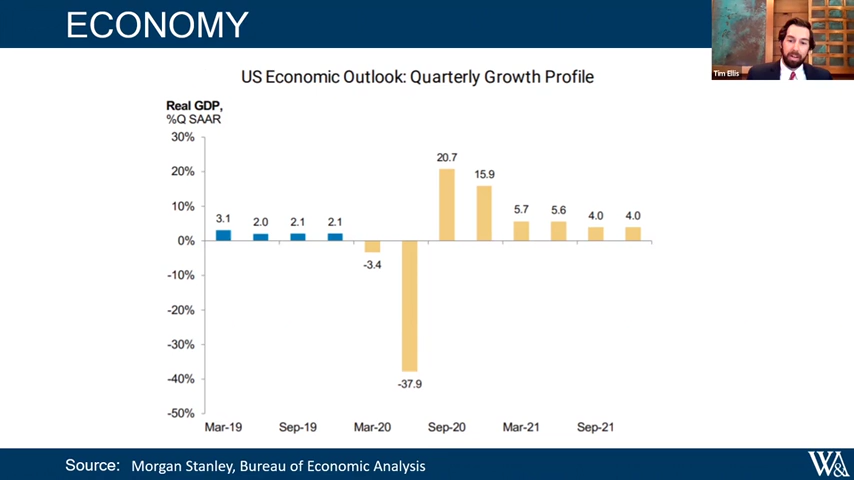 ECONOMY
Tim Ellis
US Economic Outlook: Quarterly Growth Profile
Real GDP,
%Q SAAR
30%
20%
10%
0%
-10%
-20%
-30%
-40%
-50%
3.1
2.0
2.1
2.1
-3.4
-37.9
20.7
15.9
5.7
5.6
4.0
4.0
Mar-19 Sep-19 Mar-20 Sep-20 Mar-21 Sep-21
Source: Morgan Stanley, Bureau of Economic Analysis
W&A